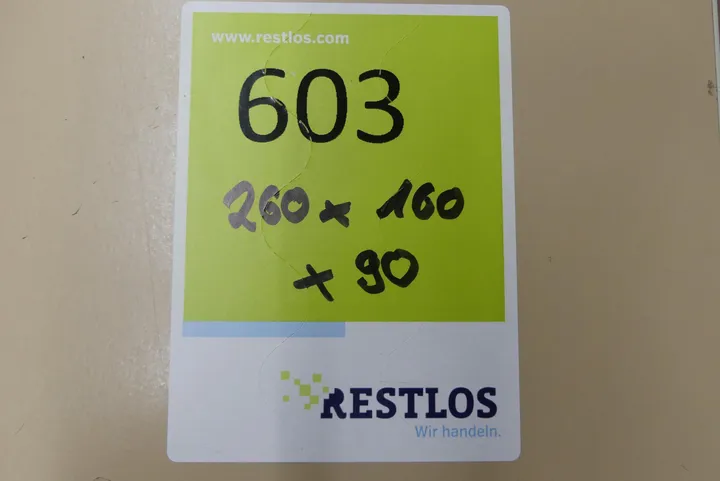 www.restlos.com
603
260 x 160
x 90
RESTLOS
Wir handeln.